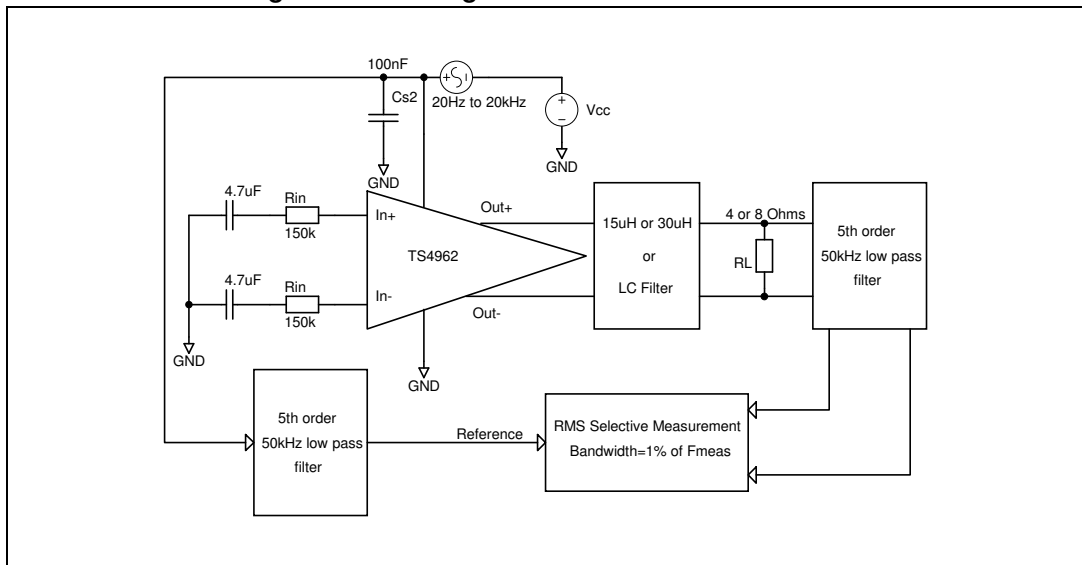 100nF
Cs2
20Hz to 20kHz
Vcc
GND
GND
4.7uF
Rin
150k
In+
Out+
TS4962
15uH or 30uH
or
LC Filter
4 or 8 Ohms
RL
5th order
50kHz low pass
filter
4.7uF
Rin
150k
In-
Out-
GND
GND
5th order
50kHz low pass
filter
Reference
RMS Selective Measurement
Bandwidth=1% of Fmeas